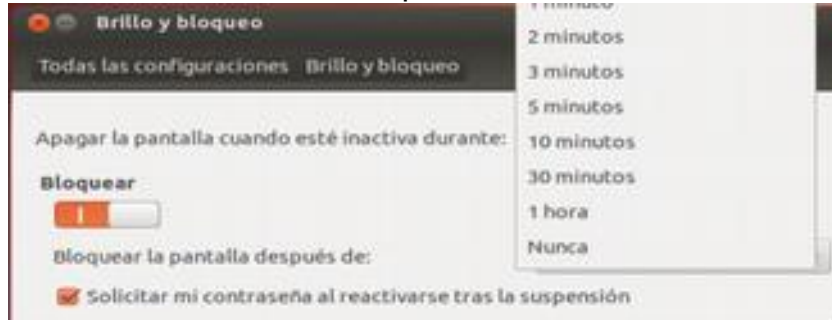 Brillo y bloqueo
Todas las configuraciones Brillo y bloqueo
1 minuto
2 minutos
3 minutos
5 minutos
10 minutos
30 minutos
1 hora
Nunca
Apagar la pantalla cuando esté inactiva durante:
Bloquear
Bloquear la pantalla después de:
Solicitar mi contraseña al reactivarse tras la suspensión